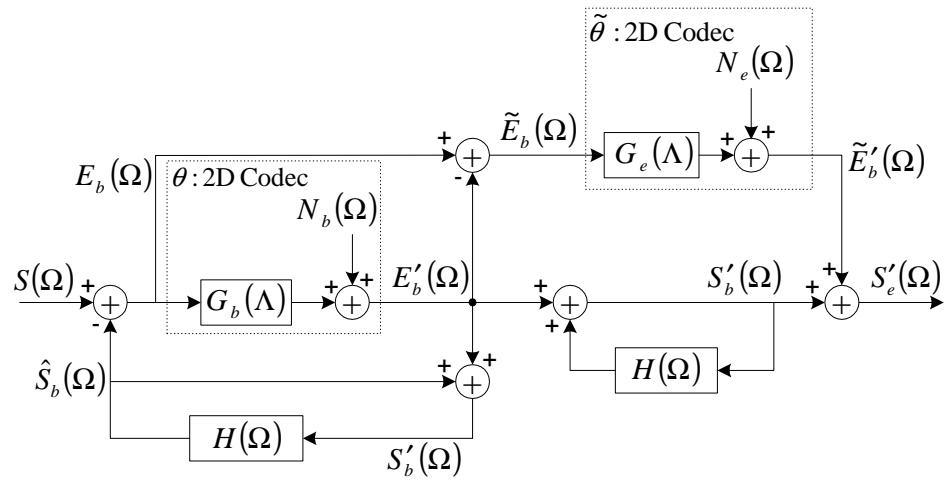 θ̃ : 2D Codec
N_e(Ω)
+
Ẽ_b(Ω)
+
+
G_e(Λ)
+
-
Ẽ′_b(Ω)
E_b(Ω)
θ : 2D Codec
N_b(Ω)
S(Ω)
+
+
G_b(Λ)
+
+
+
E′_b(Ω)
-
+
+
S′_b(Ω)
+
+
+
S′_e(Ω)
+
+
Ŝ_b(Ω)
+
+
+
H(Ω)
H(Ω)
S′_b(Ω)